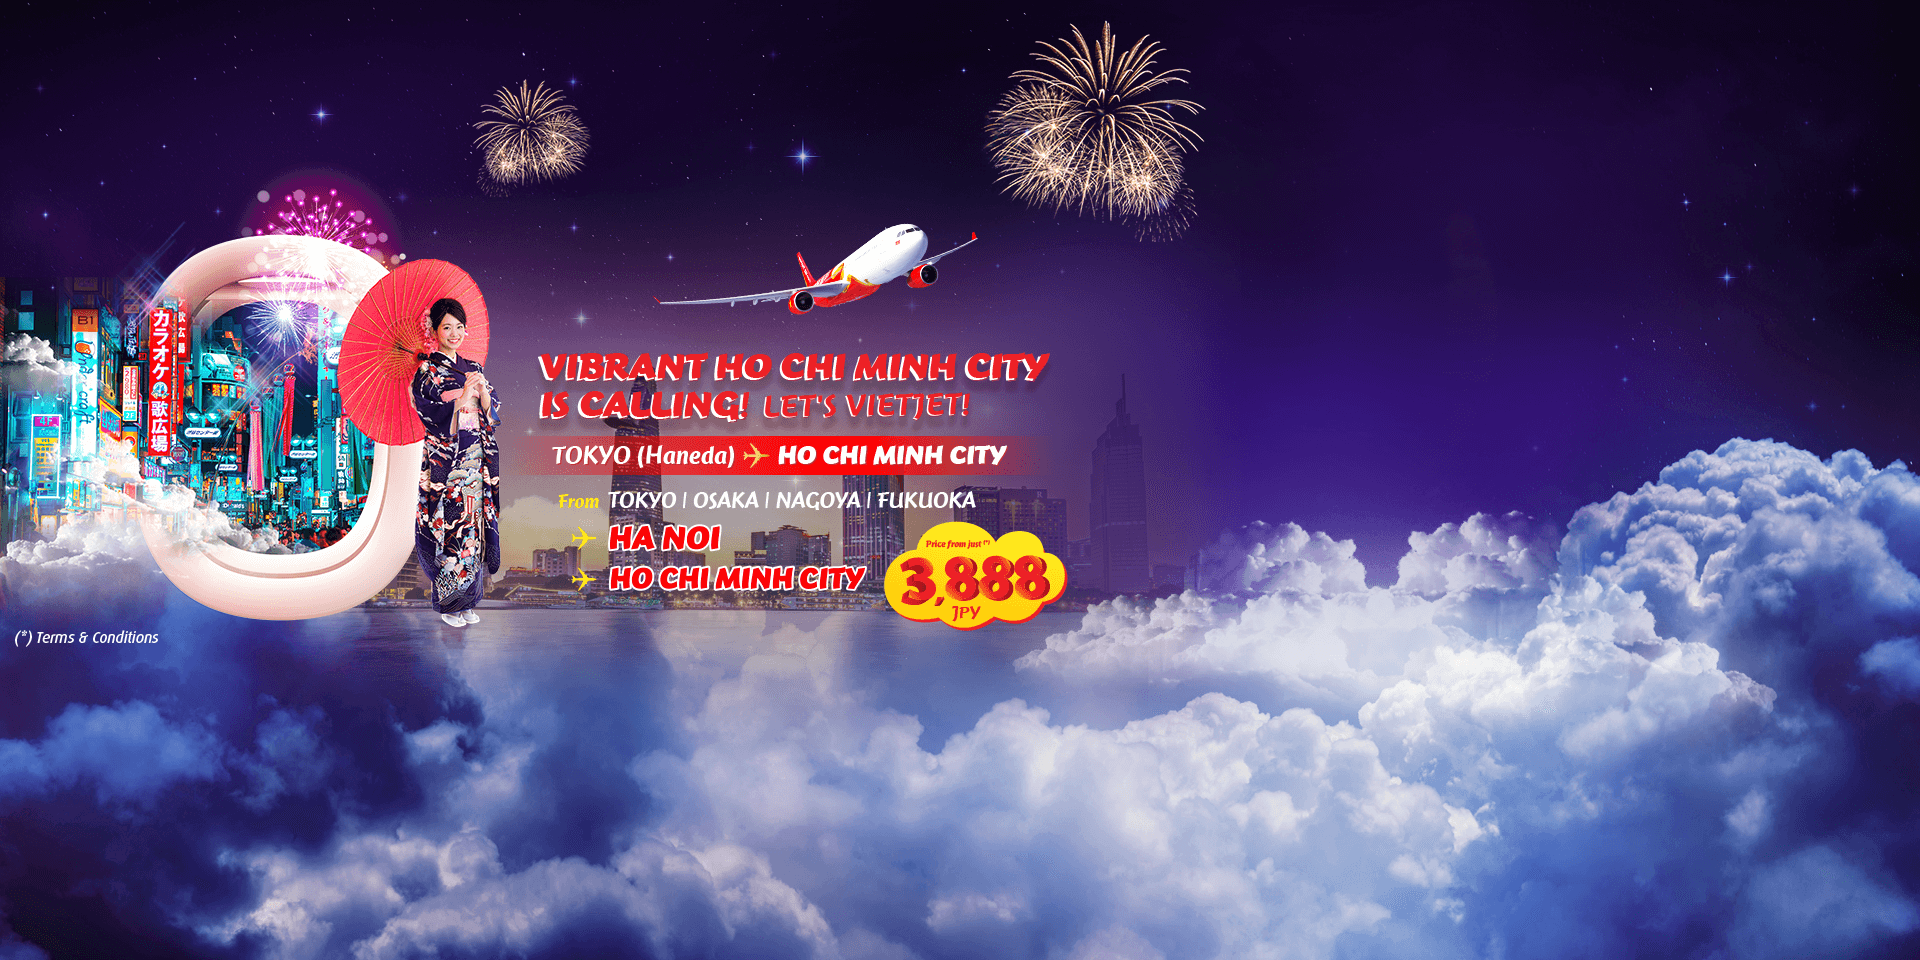 VIBRANT HO CHI MINH CITY
IS CALLING! LET'S VIETJET!
TOKYO (Haneda) HO CHI MINH CITY
From TOKYO | OSAKA | NAGOYA | FUKUOKA
HA NOI
HO CHI MINH CITY
Price from just (*)
3,888
JPY
(*) Terms & Conditions
B1
カラオケ
歌広場